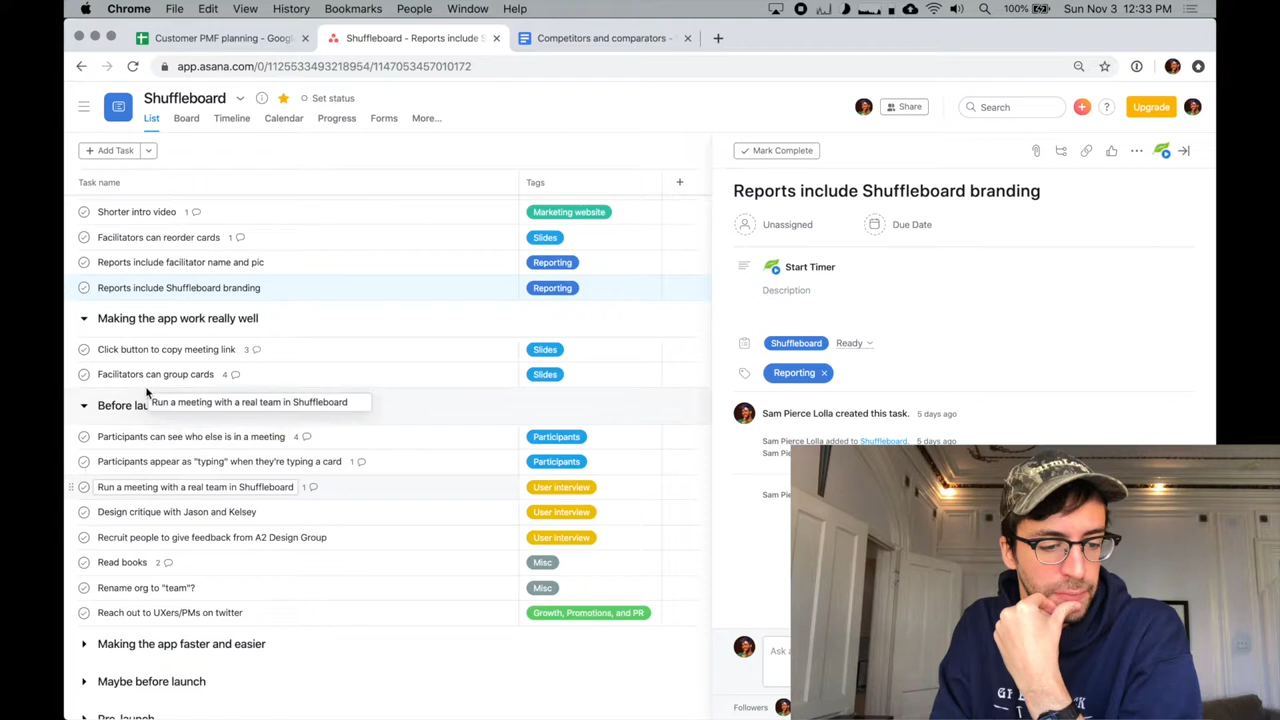 Chrome File Edit View History Bookmarks People Window Help 100% Sun Nov 3 12:33 PM
Customer PMF planning - Goog
Shuffleboard - Reports include S
Competitors and comparators -
app.asana.com/0/1125533493218954/1147053457010172
Shuffleboard Set status
Share
Search
Upgrade
List Board Timeline Calendar Progress Forms More...
+ Add Task
Mark Complete
Task name Tags
Reports include Shuffleboard branding
Shorter intro video 1 Marketing website
Facilitators can reorder cards 1 Slides
Unassigned Due Date
Reports include facilitator name and pic Reporting
Start Timer
Reports include Shuffleboard branding Reporting
Description
Making the app work really well
Shuffleboard Ready
Click button to copy meeting link 3 Slides
Facilitators can group cards 4 Slides
Reporting ×
Before lau
Run a meeting with a real team in Shuffleboard
Sam Pierce Lolla created this task. 5 days ago
Participants can see who else is in a meeting 4 Participants
Sam Pierce Lolla added to Shuffleboard. 5 days ago
Sam Pie
Participants appear as "typing" when they're typing a card 1 Participants
Run a meeting with a real team in Shuffleboard 1 User interview
Sam Pie
Design critique with Jason and Kelsey User interview
Recruit people to give feedback from A2 Design Group User interview
Read books 2 Misc
Rename org to "team"? Misc
Reach out to UXers/PMs on twitter Growth, Promotions, and PR
Making the app faster and easier
Ask a
Maybe before launch
Followers
Pre-launch